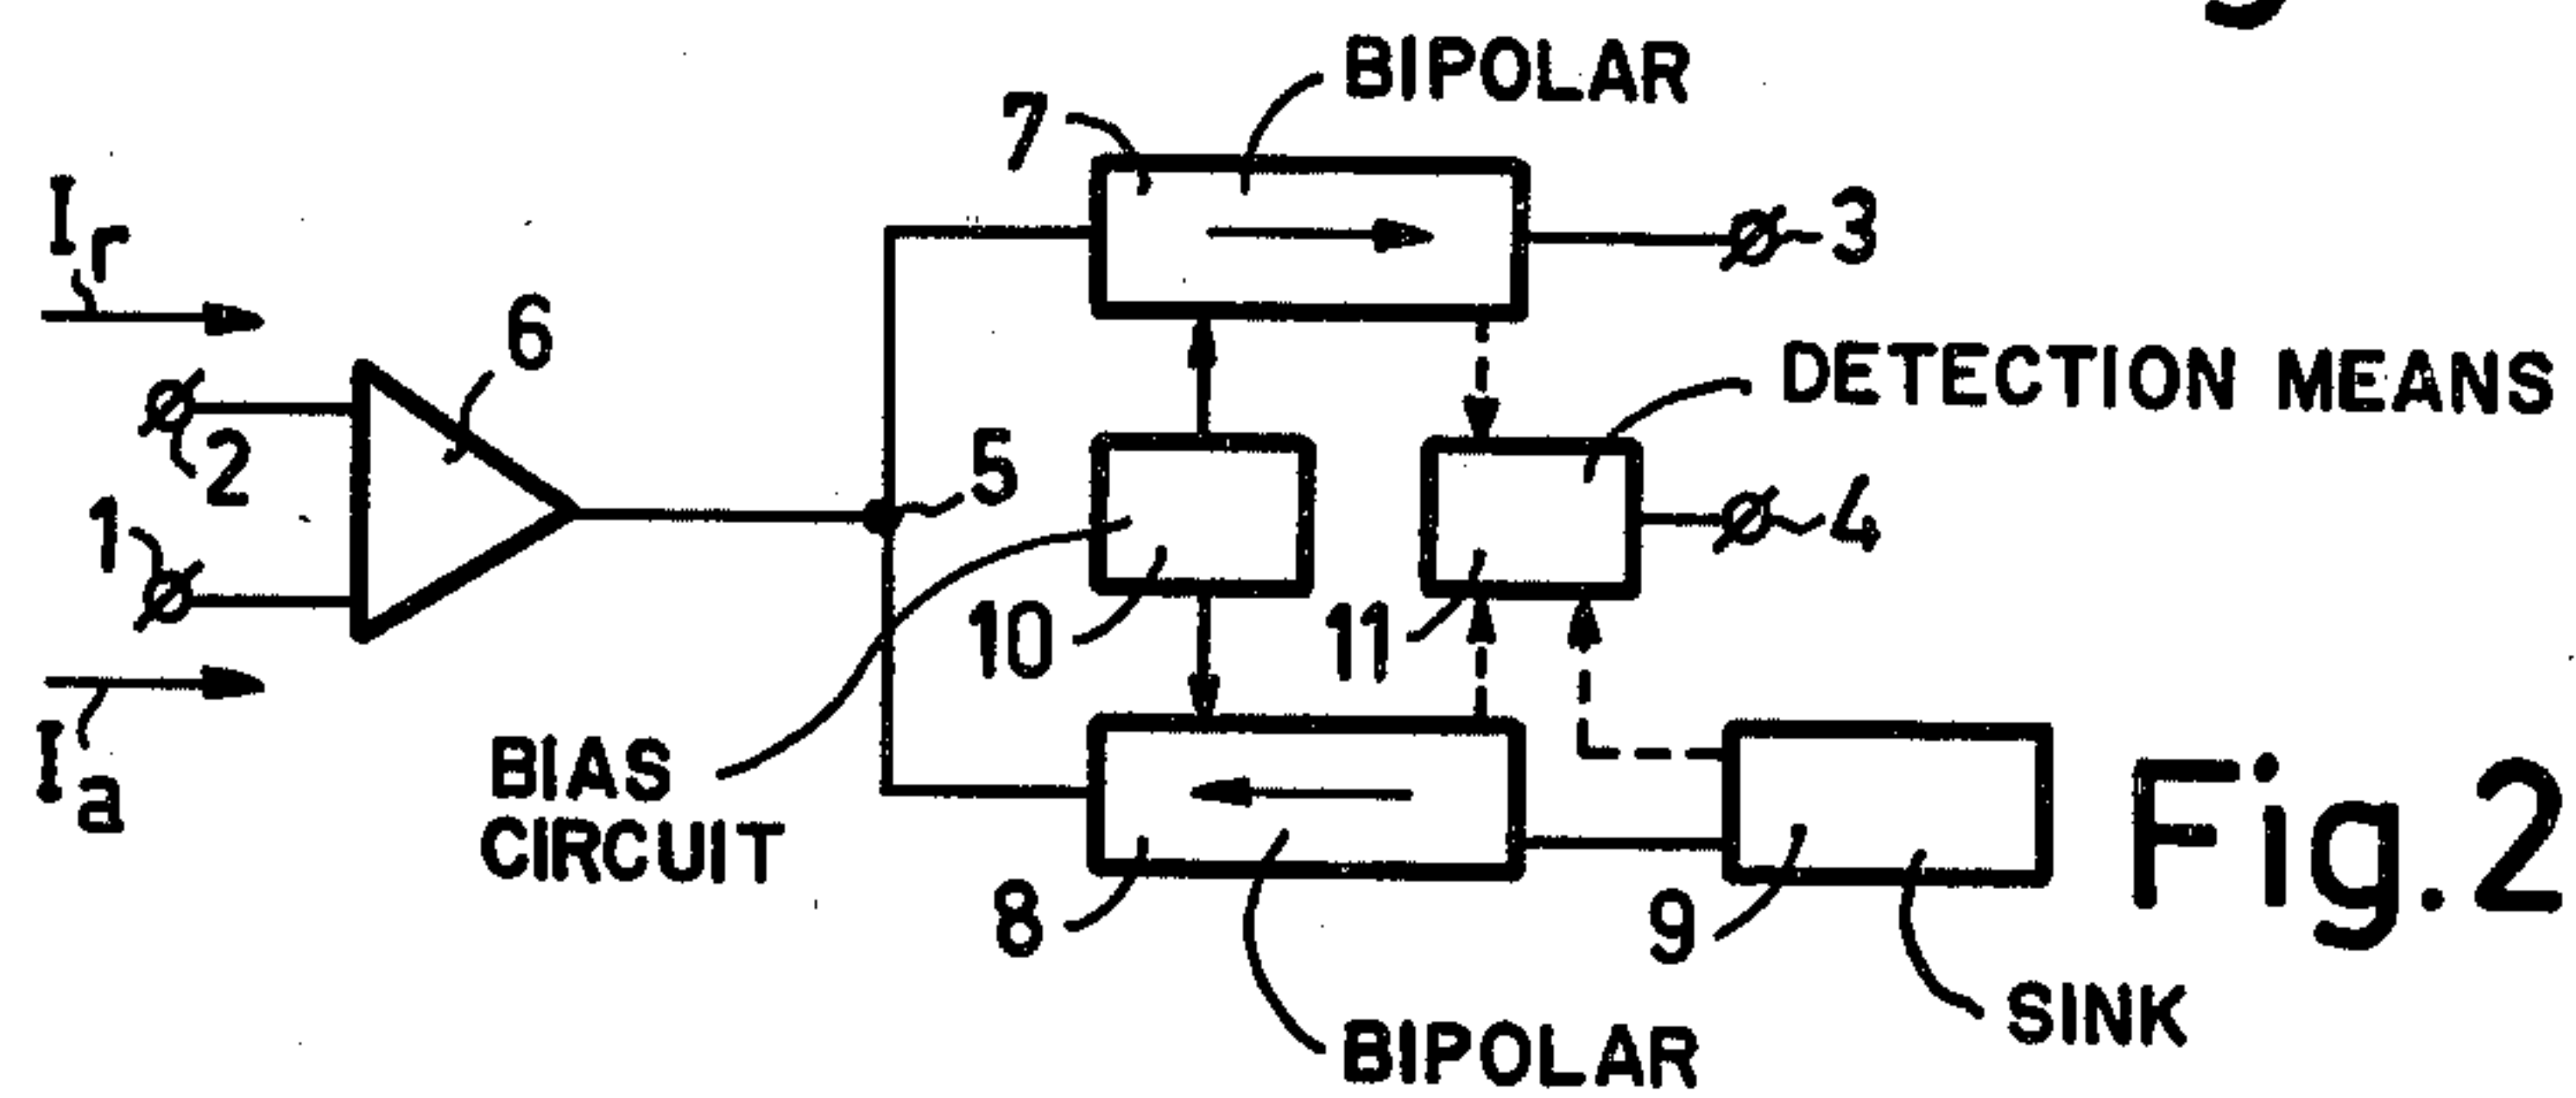 BIPOLAR
7
Ir
3
6
DETECTION MEANS
2
5
4
1
10
11
Ia
BIAS
CIRCUIT
8
9
Fig.2
SINK
BIPOLAR